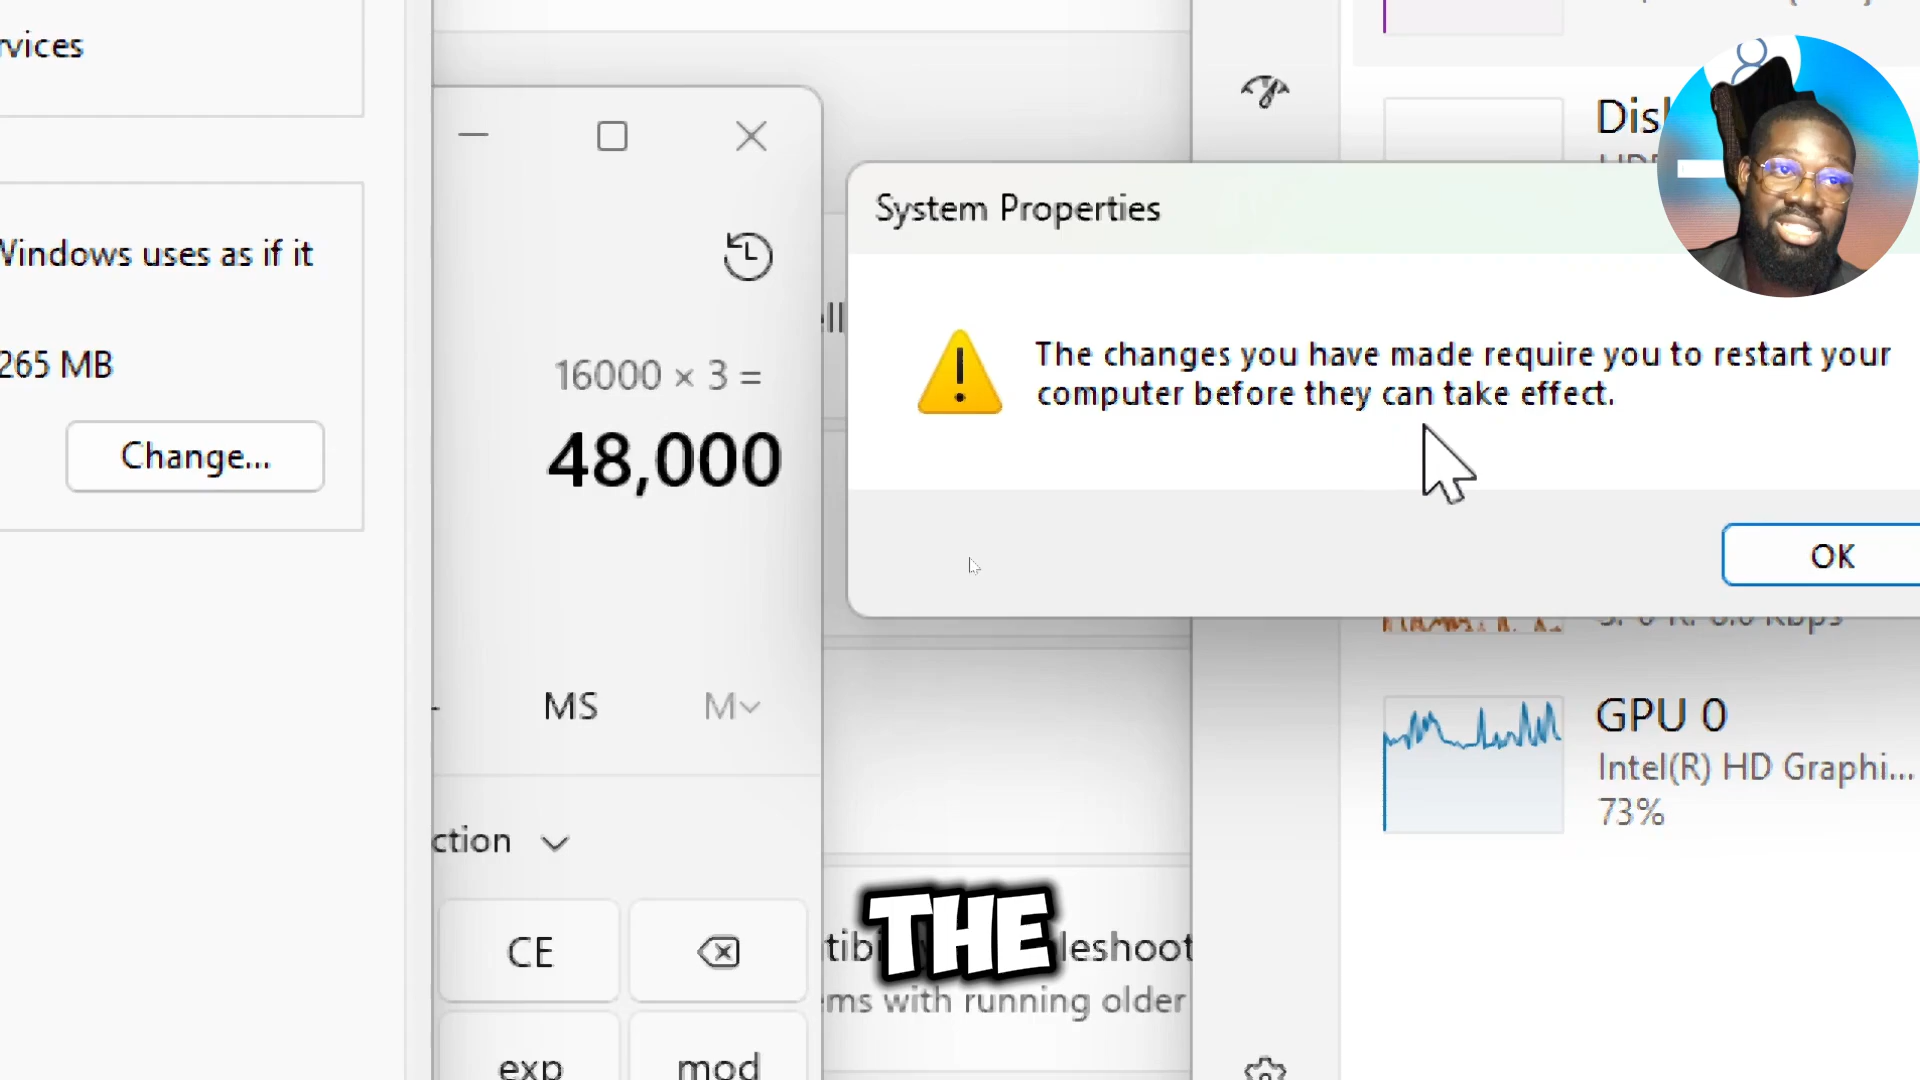 rvices
Windows uses as if it
265 MB
Change...
16000 × 3 =
48,000
MS
M
ction
CE
exp
mod
ell
System Properties
The changes you have made require you to restart your
computer before they can take effect.
OK
Dis
GPU 0
Intel(R) HD Graphi...
73%
THE
leshoot
ms with running older